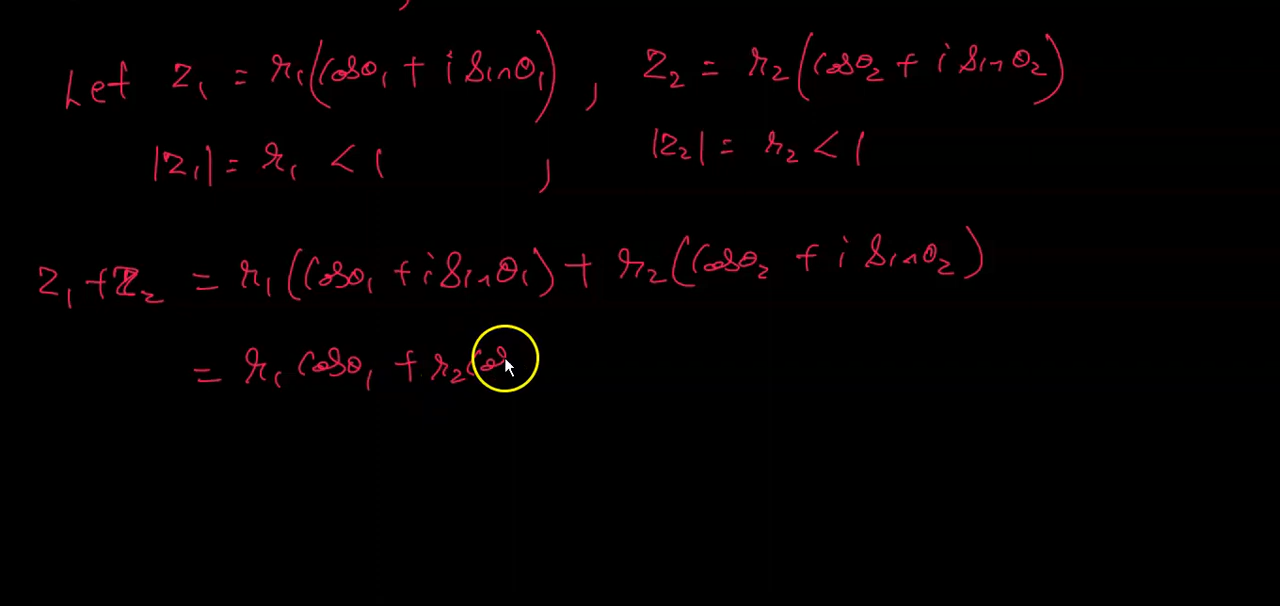 Let z₁ = r₁(cosθ₁ + i sinθ₁) , z₂ = r₂(cosθ₂ + i sinθ₂)
|z₁| = r₁ < 1 , |z₂| = r₂ < 1
z₁ + z₂ = r₁(cosθ₁ + i sinθ₁) + r₂(cosθ₂ + i sinθ₂)
= r₁ cosθ₁ + r₂ cos